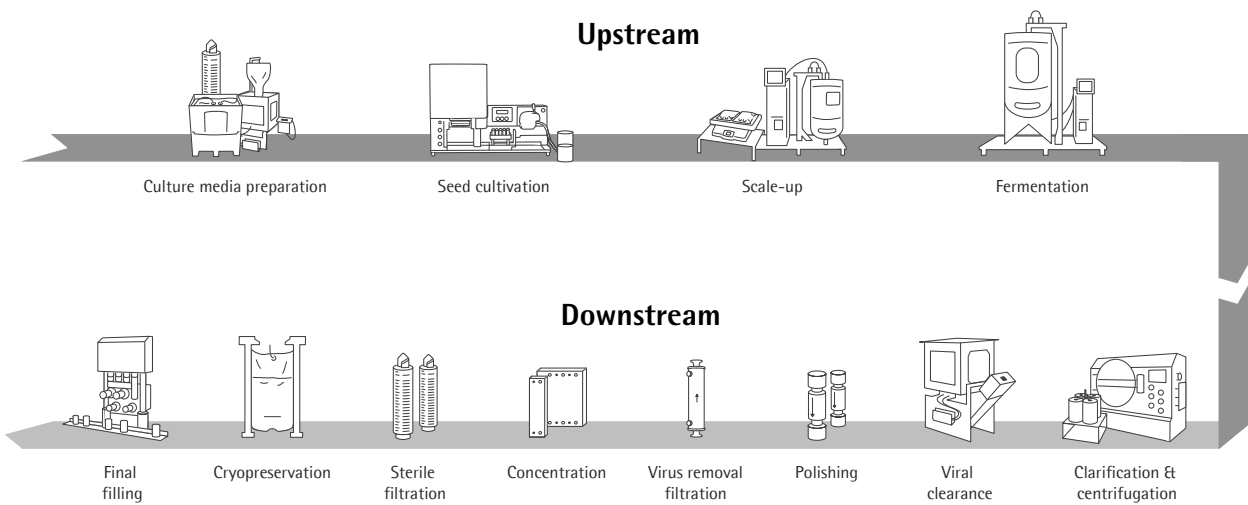 Upstream
Culture media preparation
Seed cultivation
Scale-up
Fermentation
Downstream
Final
filling
Cryopreservation
Sterile
filtration
Concentration
Virus removal
filtration
Polishing
Viral
clearance
Clarification &
centrifugation